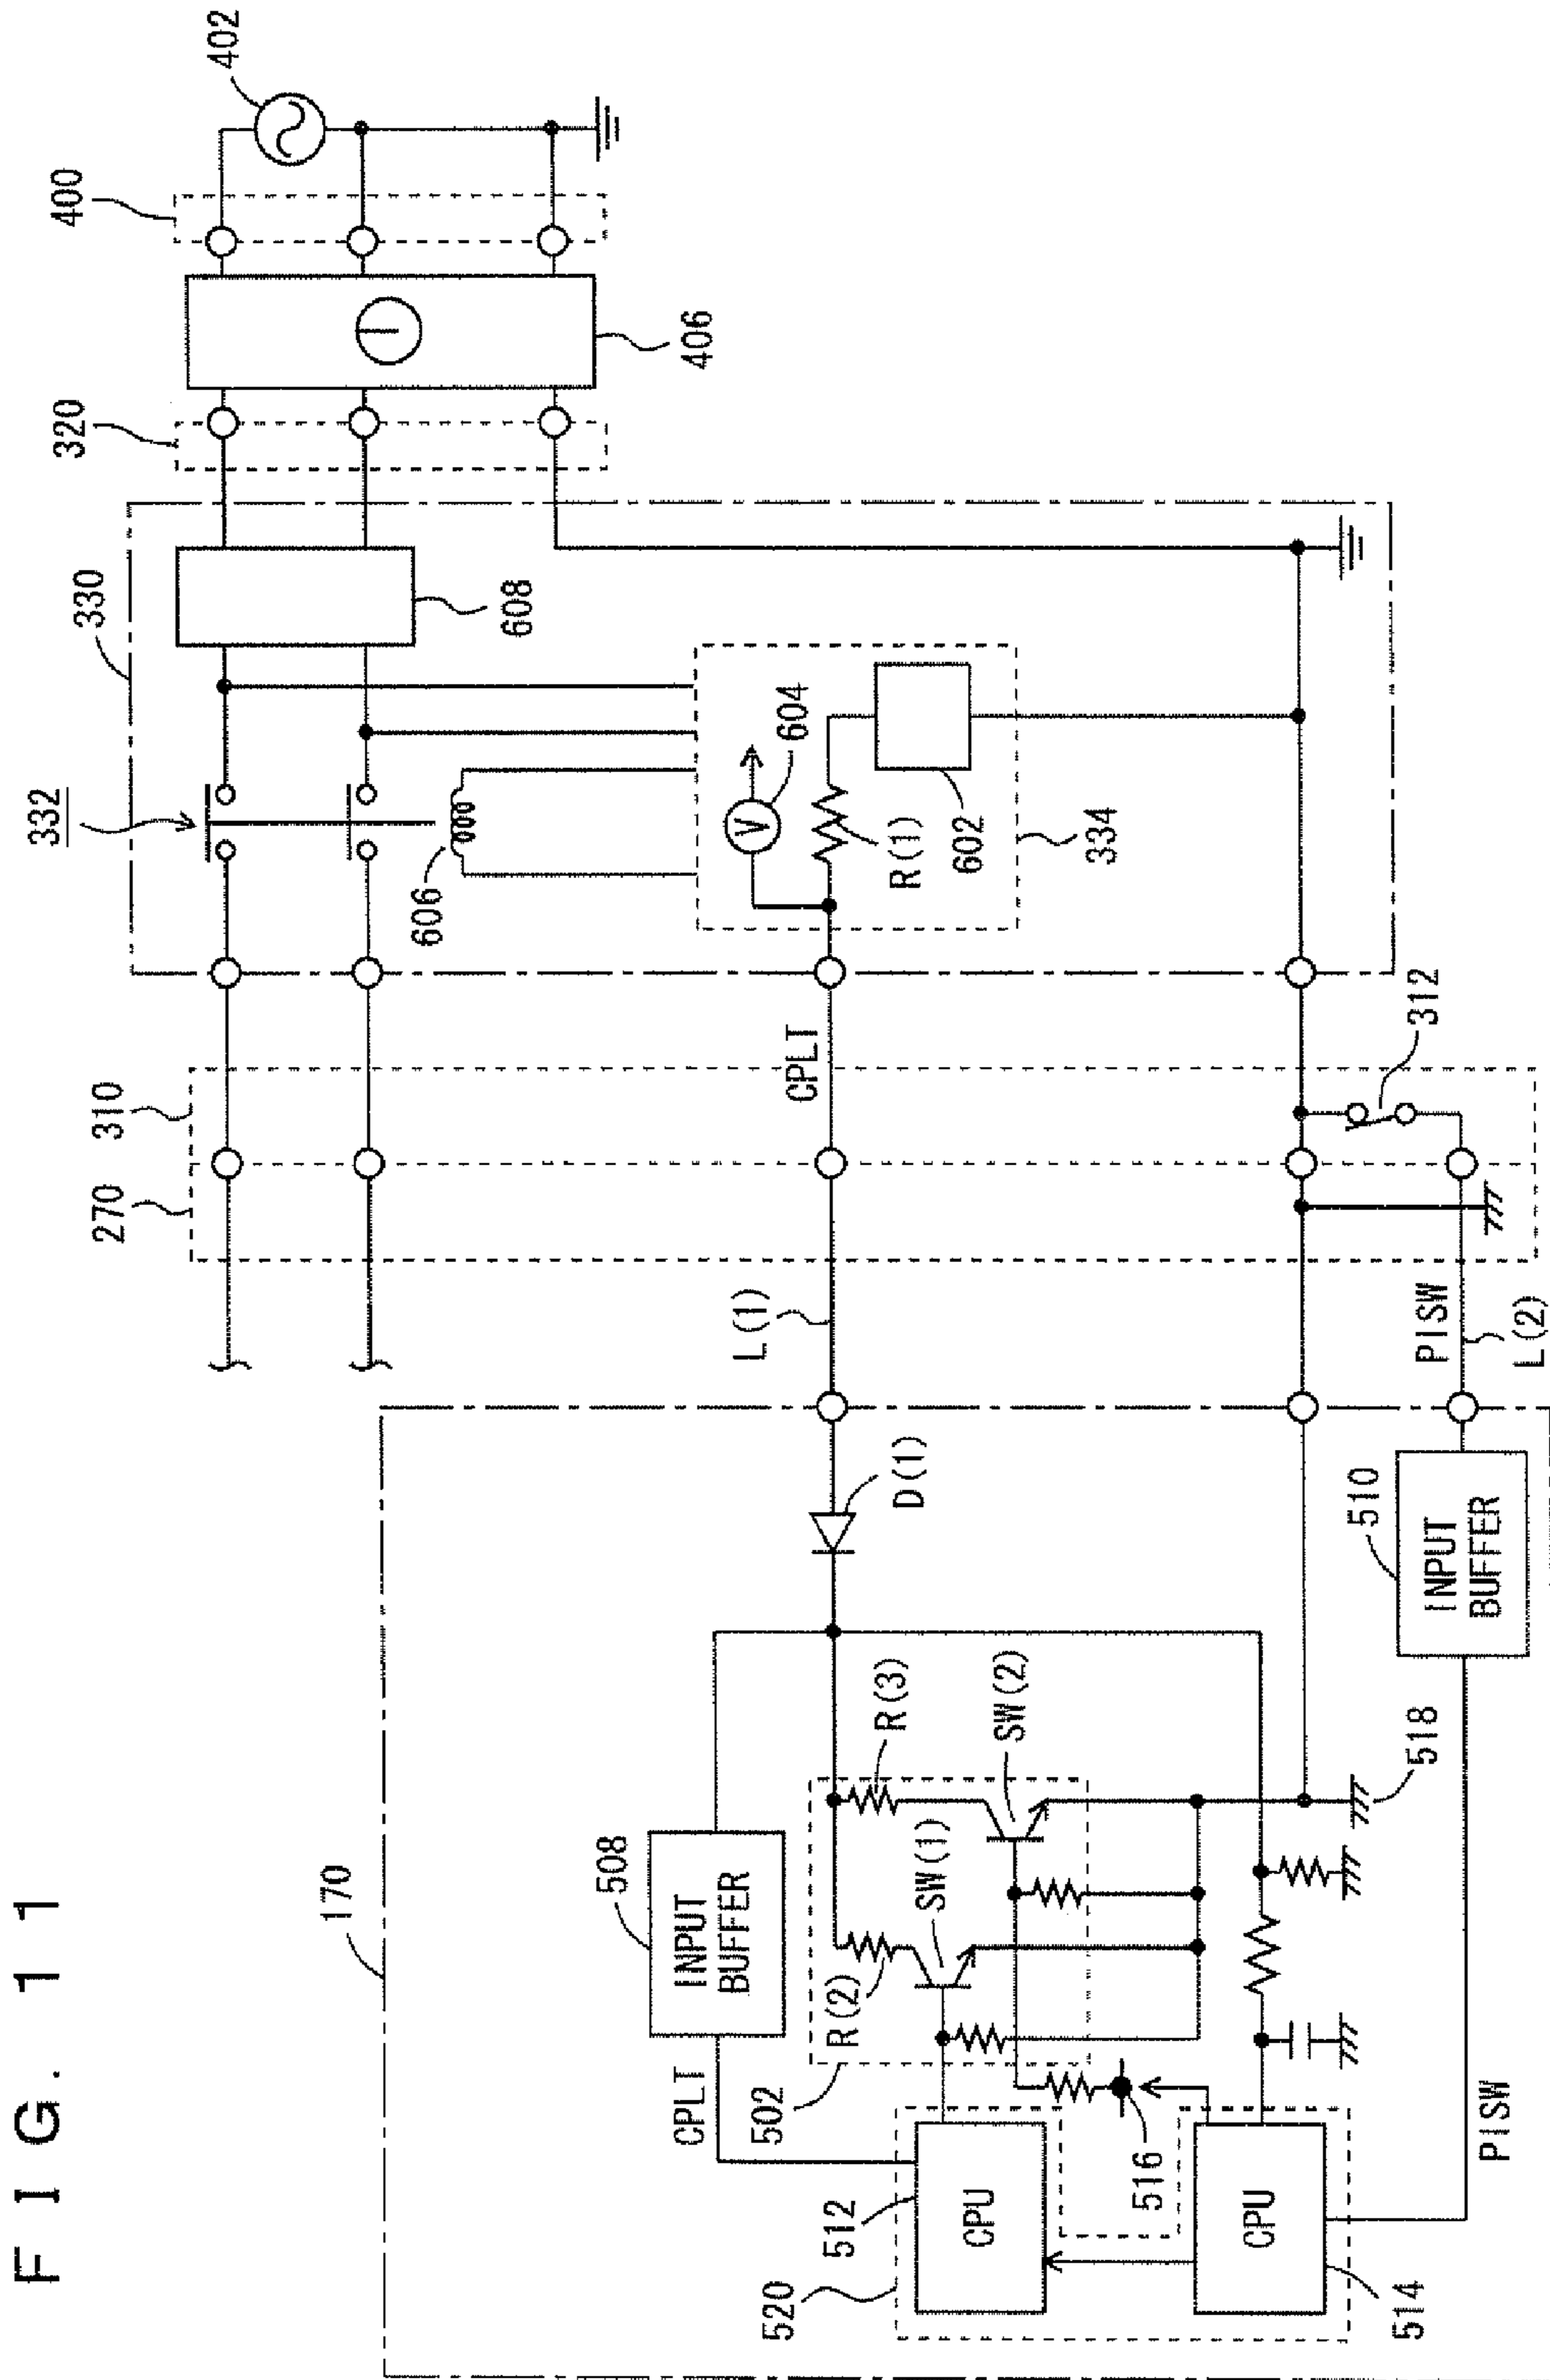 FIG. 11
402
400
406
320
330
608
332
606
V
604
R(1)
602
334
312
310
270
CPLT
L(1)
PISW
L(2)
170
D(1)
510
INPUT
BUFFER
508
INPUT
BUFFER
R(3)
SW(2)
SW(1)
R(2)
518
CPLT
502
516
512
CPU
520
CPU
514
PISW